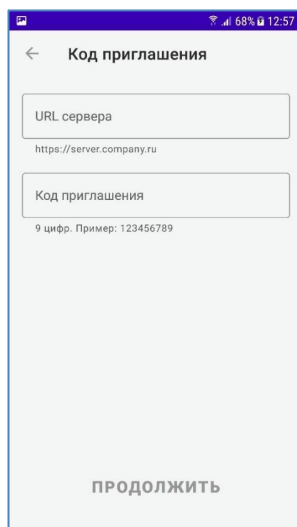 68% 12:57
Код приглашения
URL сервера
https://server.company.ru
Код приглашения
9 цифр. Пример: 123456789
ПРОДОЛЖИТЬ